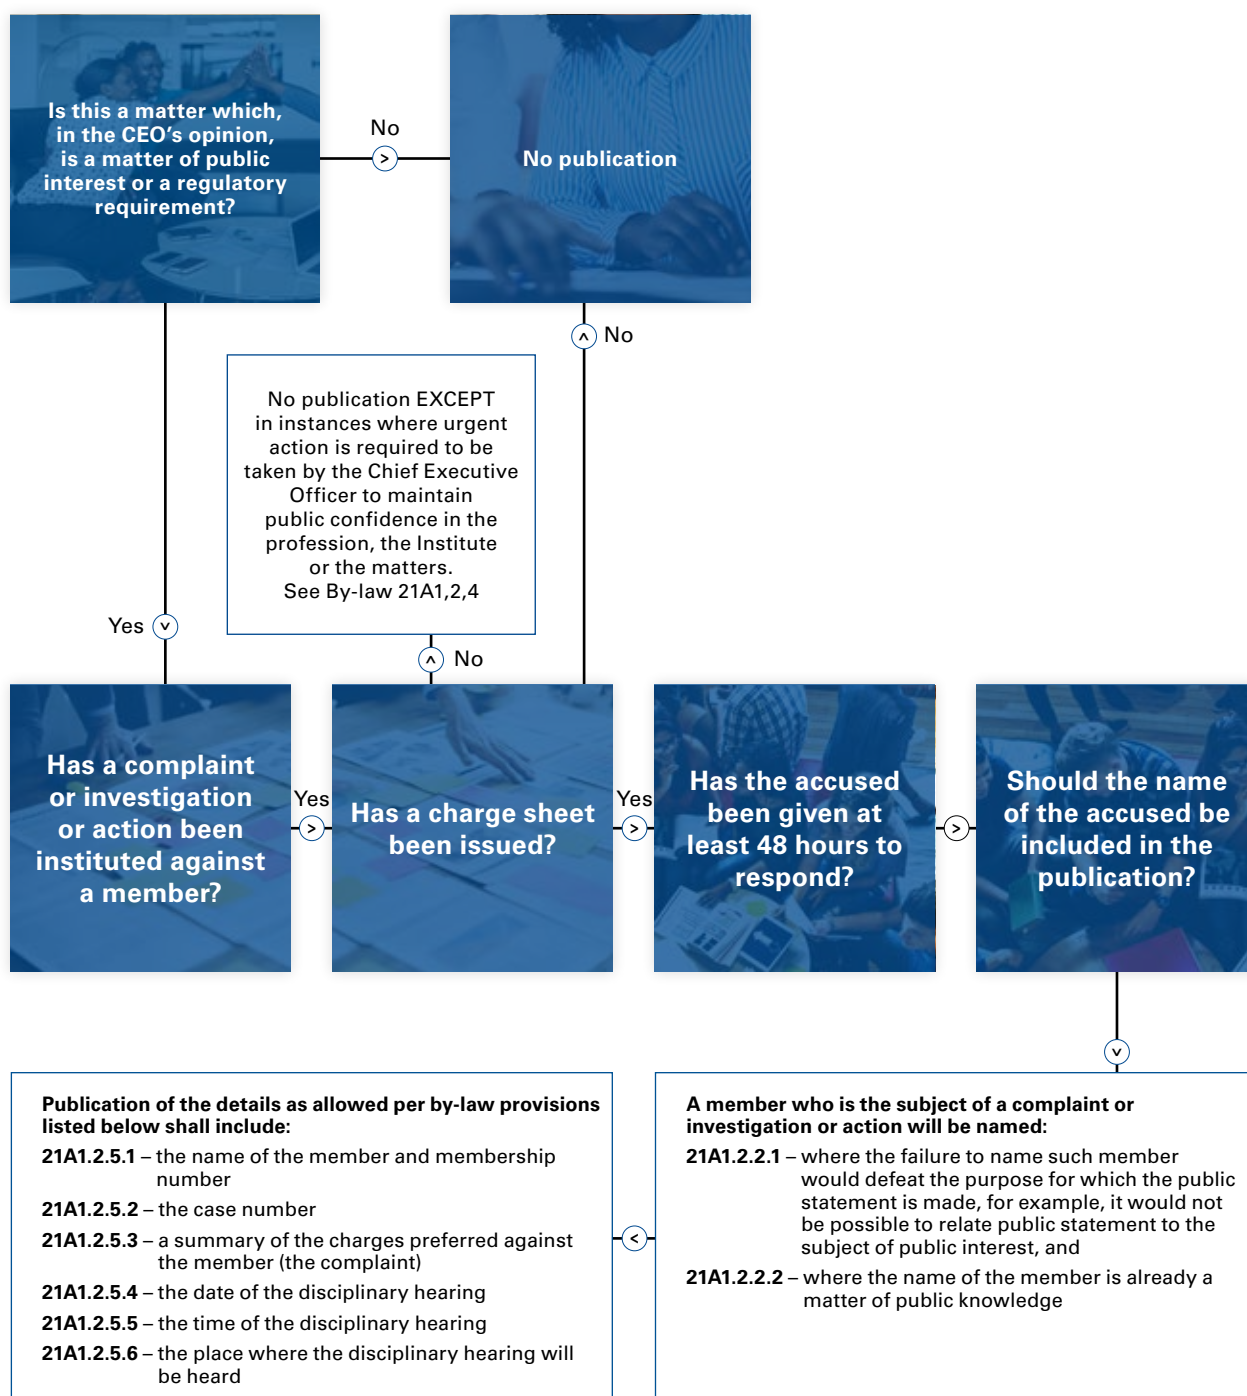 Is this a matter which,
in the CEO's opinion,
is a matter of public
interest or a regulatory
requirement?
No
>
No publication
No publication EXCEPT
in instances where urgent
action is required to be
taken by the Chief Executive
Officer to maintain
public confidence in the
profession, the Institute
or the matters.
See By-law 21A1,2,4
No
Yes
No
Has a complaint
or investigation
or action been
instituted against
a member?
Yes
>
Has a charge sheet
been issued?
Yes
>
Has the accused
been given at
least 48 hours to
respond?
>
Should the name
of the accused be
included in the
publication?
Publication of the details as allowed per by-law provisions
listed below shall include:
21A1.2.5.1 – the name of the member and membership
number
21A1.2.5.2 – the case number
21A1.2.5.3 – a summary of the charges preferred against
the member (the complaint)
21A1.2.5.4 – the date of the disciplinary hearing
21A1.2.5.5 – the time of the disciplinary hearing
21A1.2.5.6 – the place where the disciplinary hearing will
be heard
<
A member who is the subject of a complaint or
investigation or action will be named:
21A1.2.2.1 – where the failure to name such member
would defeat the purpose for which the public
statement is made, for example, it would not
be possible to relate public statement to the
subject of public interest, and
21A1.2.2.2 – where the name of the member is already a
matter of public knowledge